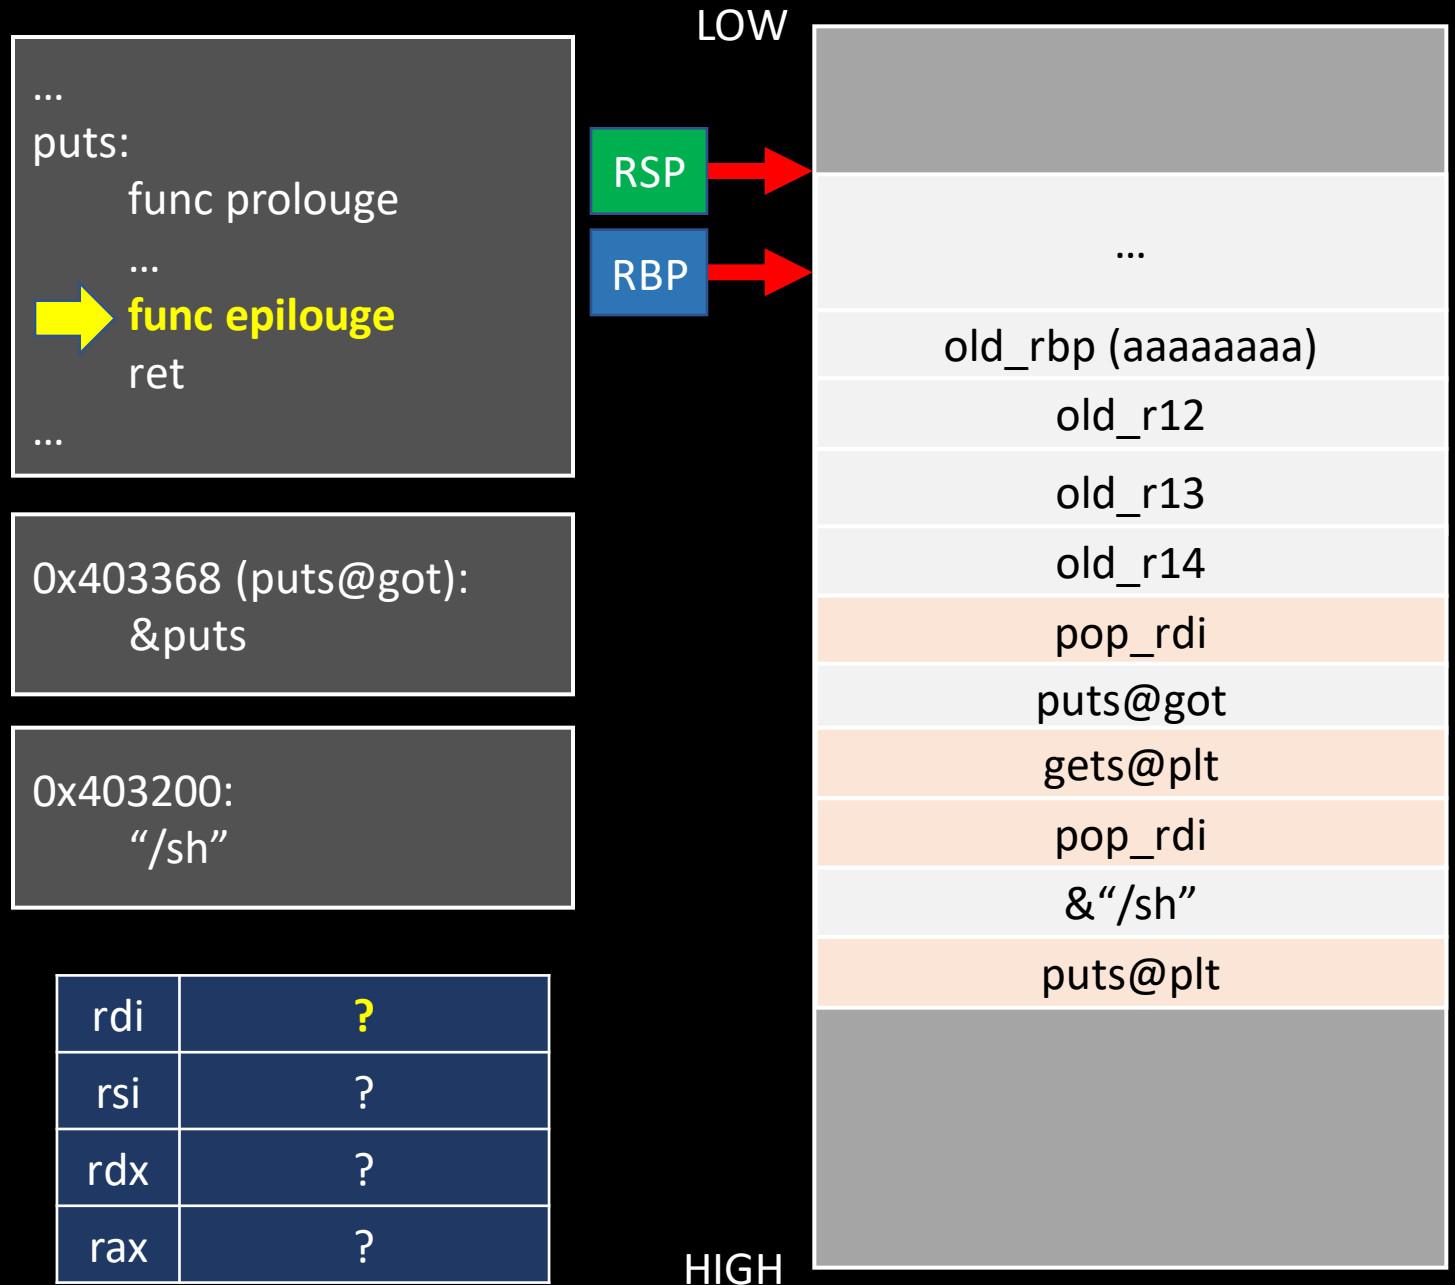 LOW
...
puts:
func prolouge
...
func epilouge
ret
...
0x403368 (puts@got):
&puts
0x403200:
“/sh”
rdi ?
rsi ?
rdx ?
rax ?
RSP
RBP
...
old_rbp (aaaaaaaa)
old_r12
old_r13
old_r14
pop_rdi
puts@got
gets@plt
pop_rdi
&“/sh”
puts@plt
HIGH